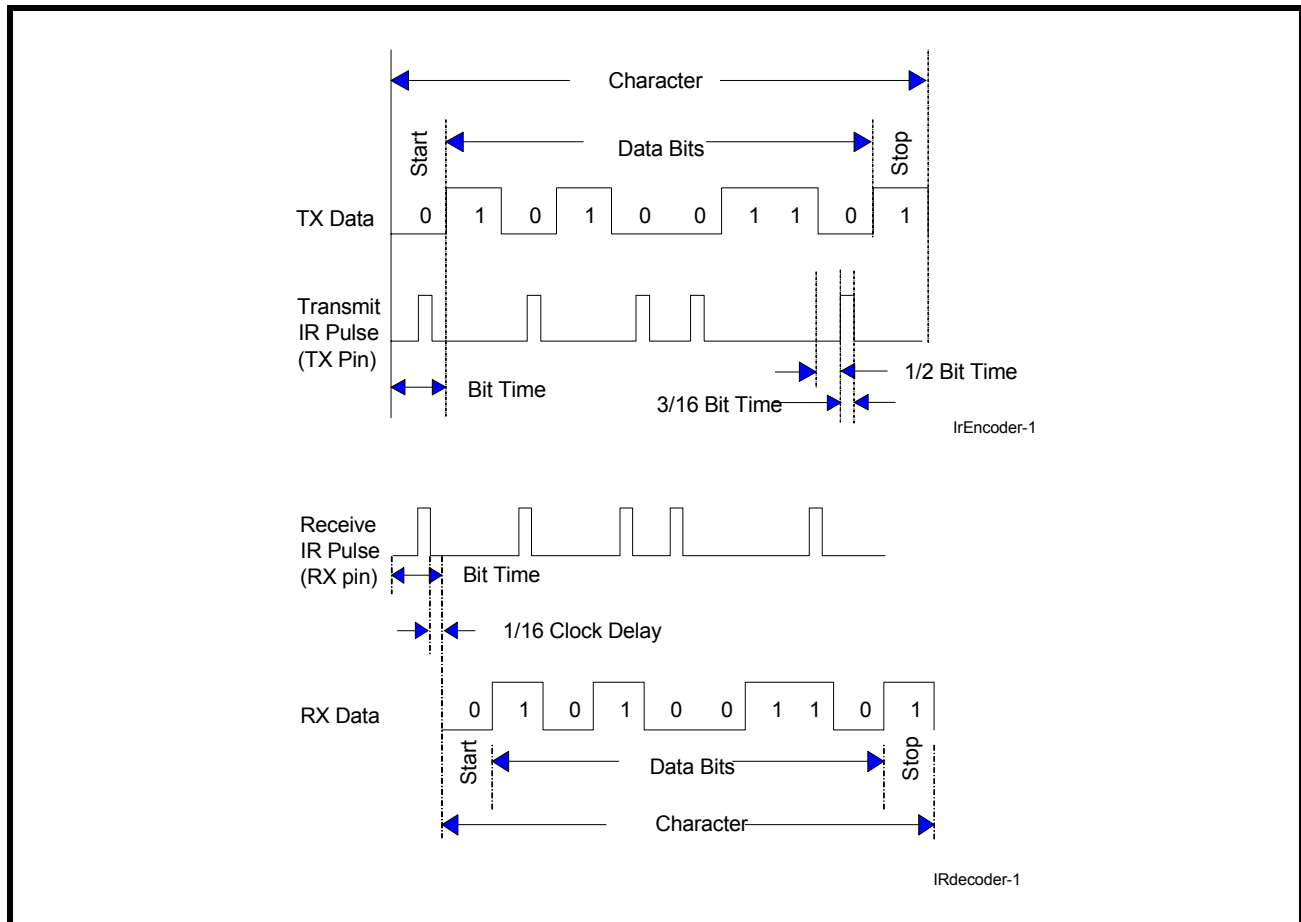 Character
Start
Data Bits
Stop
TX Data
0 1 0 1 0 0 1 1 0 1
Transmit
IR Pulse
(TX Pin)
Bit Time
1/2 Bit Time
3/16 Bit Time
IrEncoder-1
Receive
IR Pulse
(RX pin)
Bit Time
1/16 Clock Delay
RX Data
0 1 0 1 0 0 1 1 0 1
Start
Data Bits
Stop
Character
IRdecoder-1